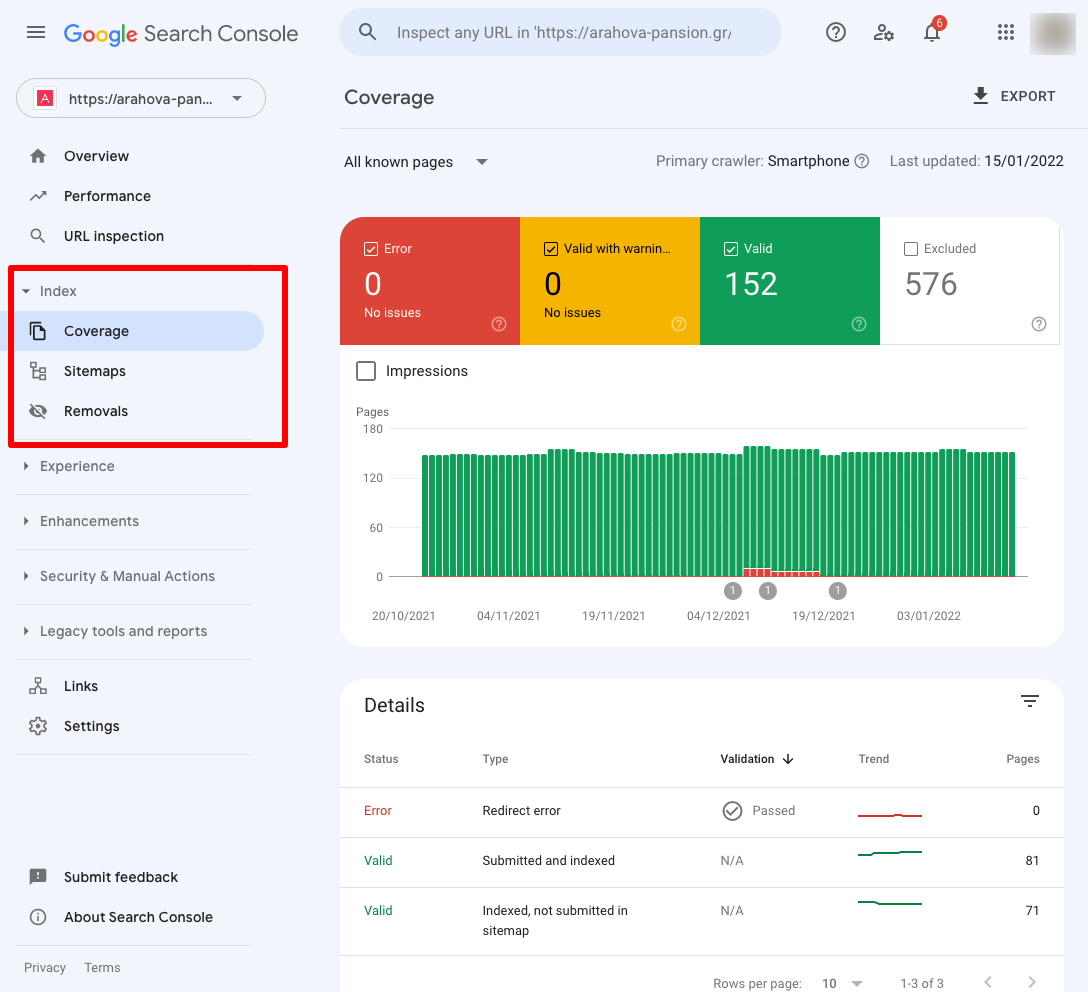 Google Search Console
Inspect any URL in 'https://arahova-pansion.gr/
6
A
https://arahova-pan...
Overview
Performance
URL inspection
Index
Coverage
Sitemaps
Removals
Experience
Enhancements
Security & Manual Actions
Legacy tools and reports
Links
Settings
Submit feedback
About Search Console
Privacy Terms
Coverage
EXPORT
All known pages
Primary crawler: Smartphone Last updated: 15/01/2022
Error
0
No issues
Valid with warnin...
0
No issues
Valid
152
Excluded
576
Impressions
Pages
180
120
60
0
1 1 1
20/10/2021 04/11/2021 19/11/2021 04/12/2021 19/12/2021 03/01/2022
Details
Status Type Validation Trend Pages
Error Redirect error Passed 0
Valid Submitted and indexed N/A 81
Valid Indexed, not submitted in N/A 71
sitemap
Rows per page: 10 1-3 of 3